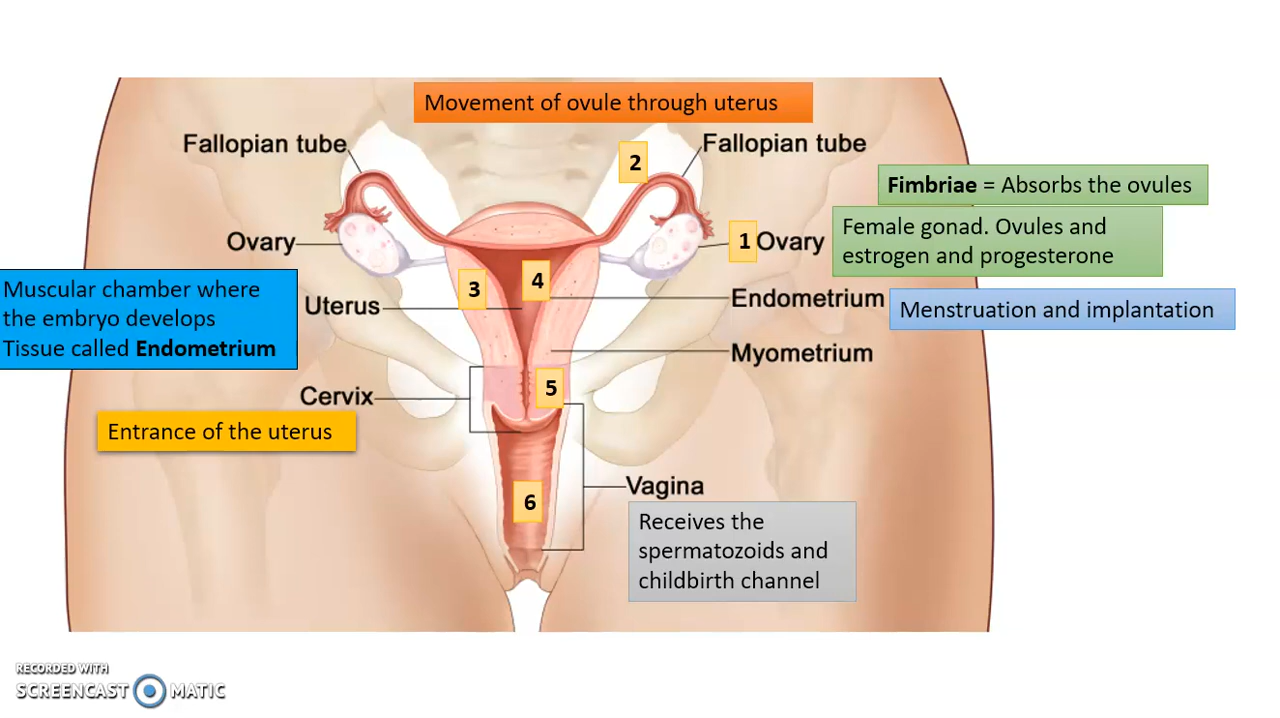 Movement of ovule through uterus
Fallopian tube
Fallopian tube
2
Fimbriae = Absorbs the ovules
Ovary
1 Ovary
Female gonad. Ovules and
estrogen and progesterone
Muscular chamber where
the embryo develops
Tissue called Endometrium
Uterus
3
4
Endometrium
Menstruation and implantation
Myometrium
Cervix
5
Entrance of the uterus
6
Vagina
Receives the
spermatozoids and
childbirth channel
RECORDED WITH
SCREENCAST MATIC